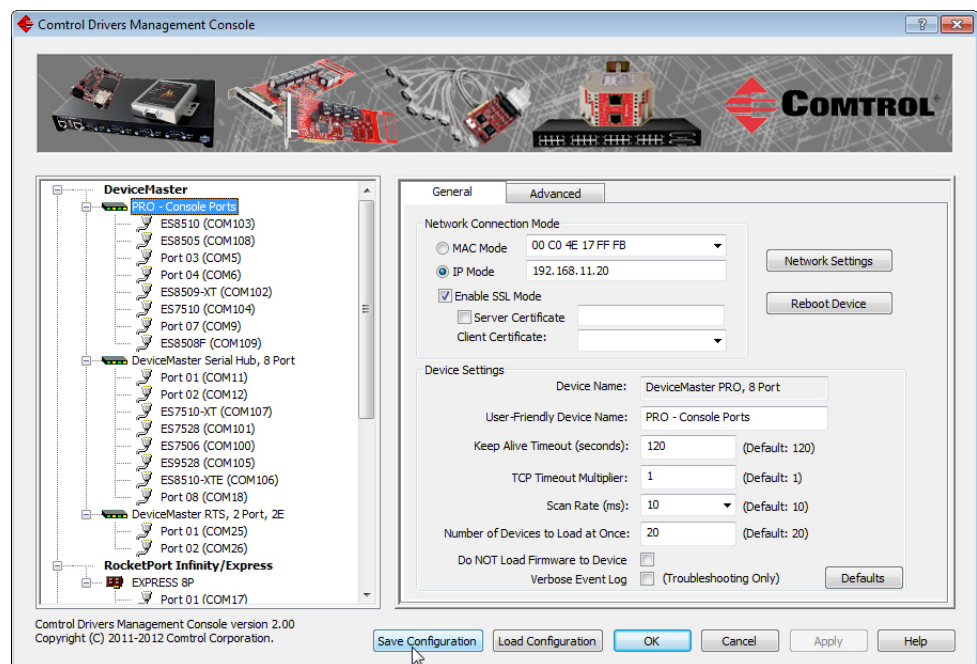 Comtrol Drivers Management Console
COMTROL
DeviceMaster
PRO - Console Ports
ES8510 (COM103)
ES8505 (COM108)
Port 03 (COM5)
Port 04 (COM6)
ES8509-XT (COM102)
ES7510 (COM104)
Port 07 (COM9)
ES8508F (COM109)
DeviceMaster Serial Hub, 8 Port
Port 01 (COM11)
Port 02 (COM12)
ES7510-XT (COM107)
ES7528 (COM101)
ES7506 (COM100)
ES9528 (COM105)
ES8510-XTE (COM106)
Port 08 (COM18)
DeviceMaster RTS, 2 Port, 2E
Port 01 (COM25)
Port 02 (COM26)
RocketPort Infinity/Express
EXPRESS 8P
Port 01 (COM17)
General Advanced
Network Connection Mode
MAC Mode 00 C0 4E 17 FF FB
IP Mode 192.168.11.20
Enable SSL Mode
Server Certificate
Client Certificate:
Network Settings
Reboot Device
Device Settings
Device Name: DeviceMaster PRO, 8 Port
User-Friendly Device Name: PRO - Console Ports
Keep Alive Timeout (seconds): 120 (Default: 120)
TCP Timeout Multiplier: 1 (Default: 1)
Scan Rate (ms): 10 (Default: 10)
Number of Devices to Load at Once: 20 (Default: 20)
Do NOT Load Firmware to Device
Verbose Event Log (Troubleshooting Only) Defaults
Comtrol Drivers Management Console version 2.00
Copyright (C) 2011-2012 Comtrol Corporation.
Save Configuration Load Configuration OK Cancel Apply Help